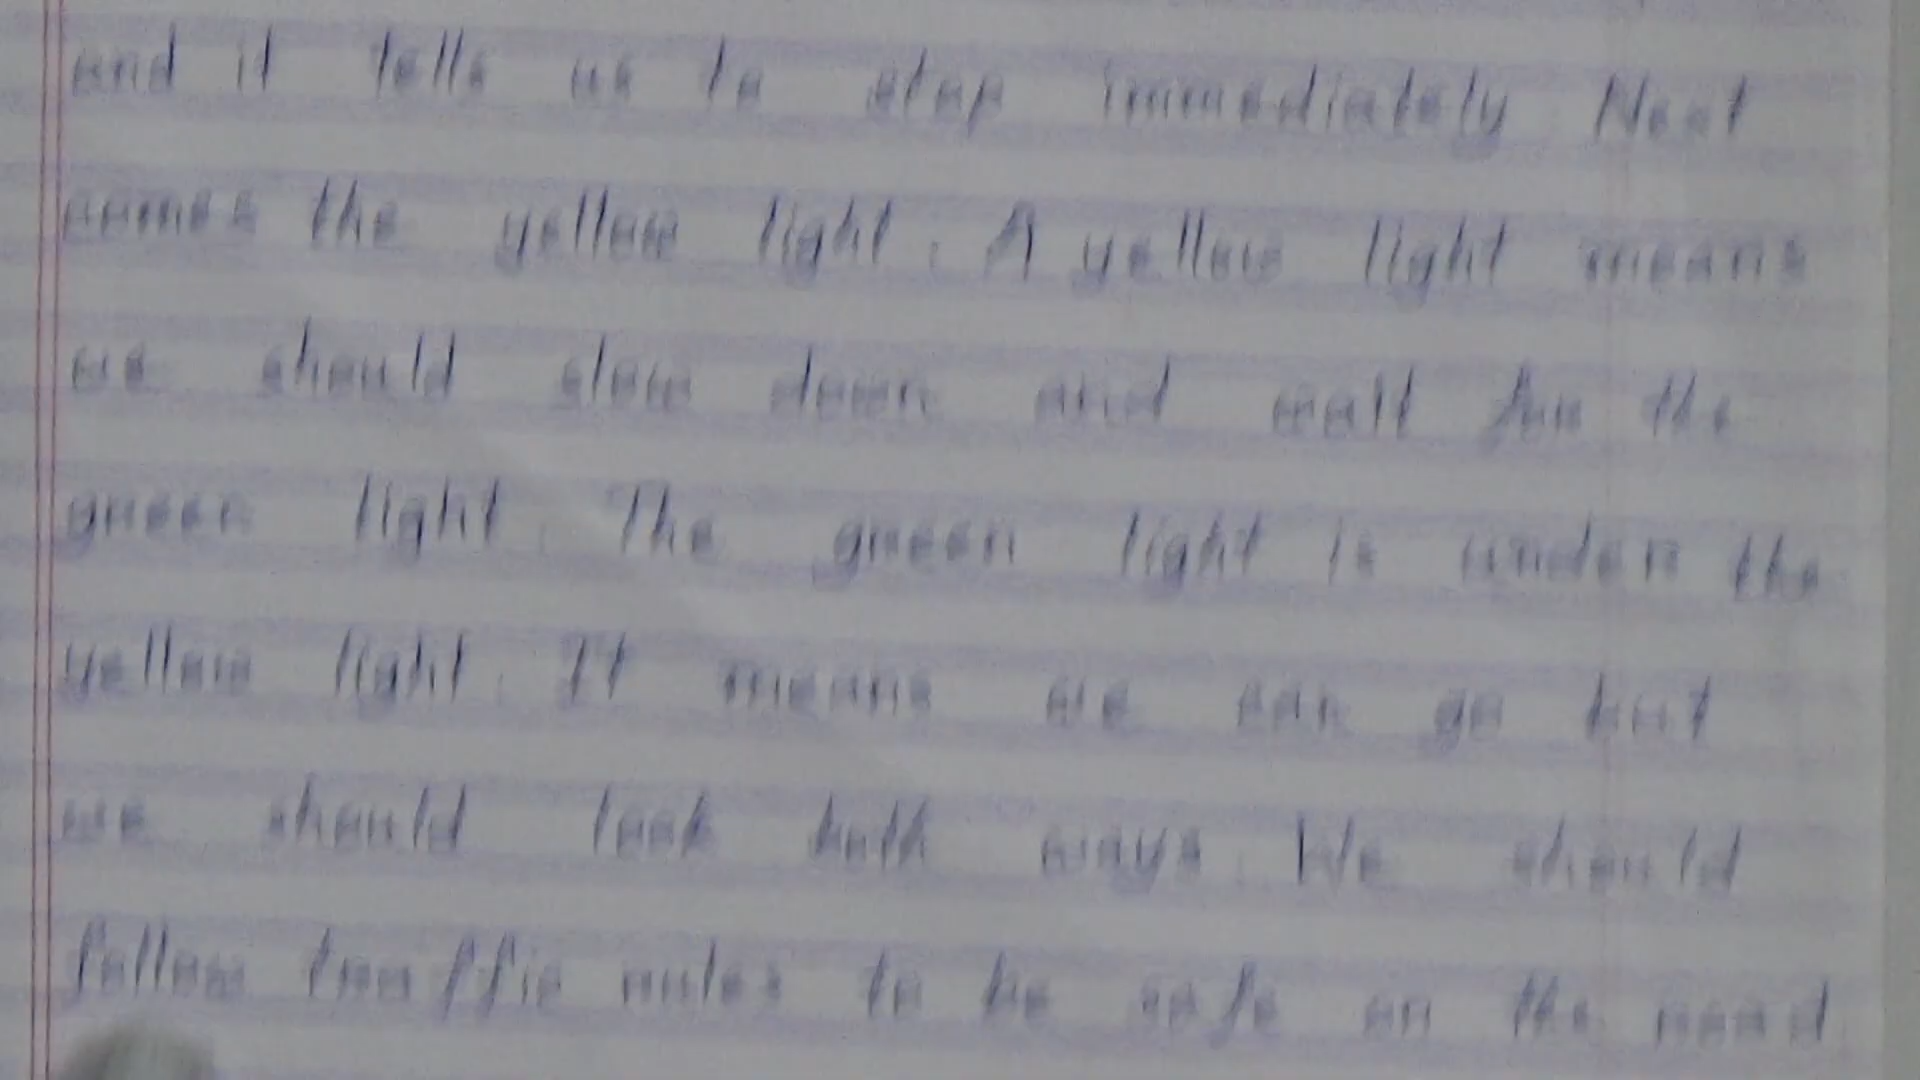 and it tells us to stop immediately. Next
comes the yellow light. A yellow light means
we should slow down and wait for the
green light. The green light is under the
yellow light. It means we can go but
we should look both ways. We should
follow traffic rules to be safe on the road